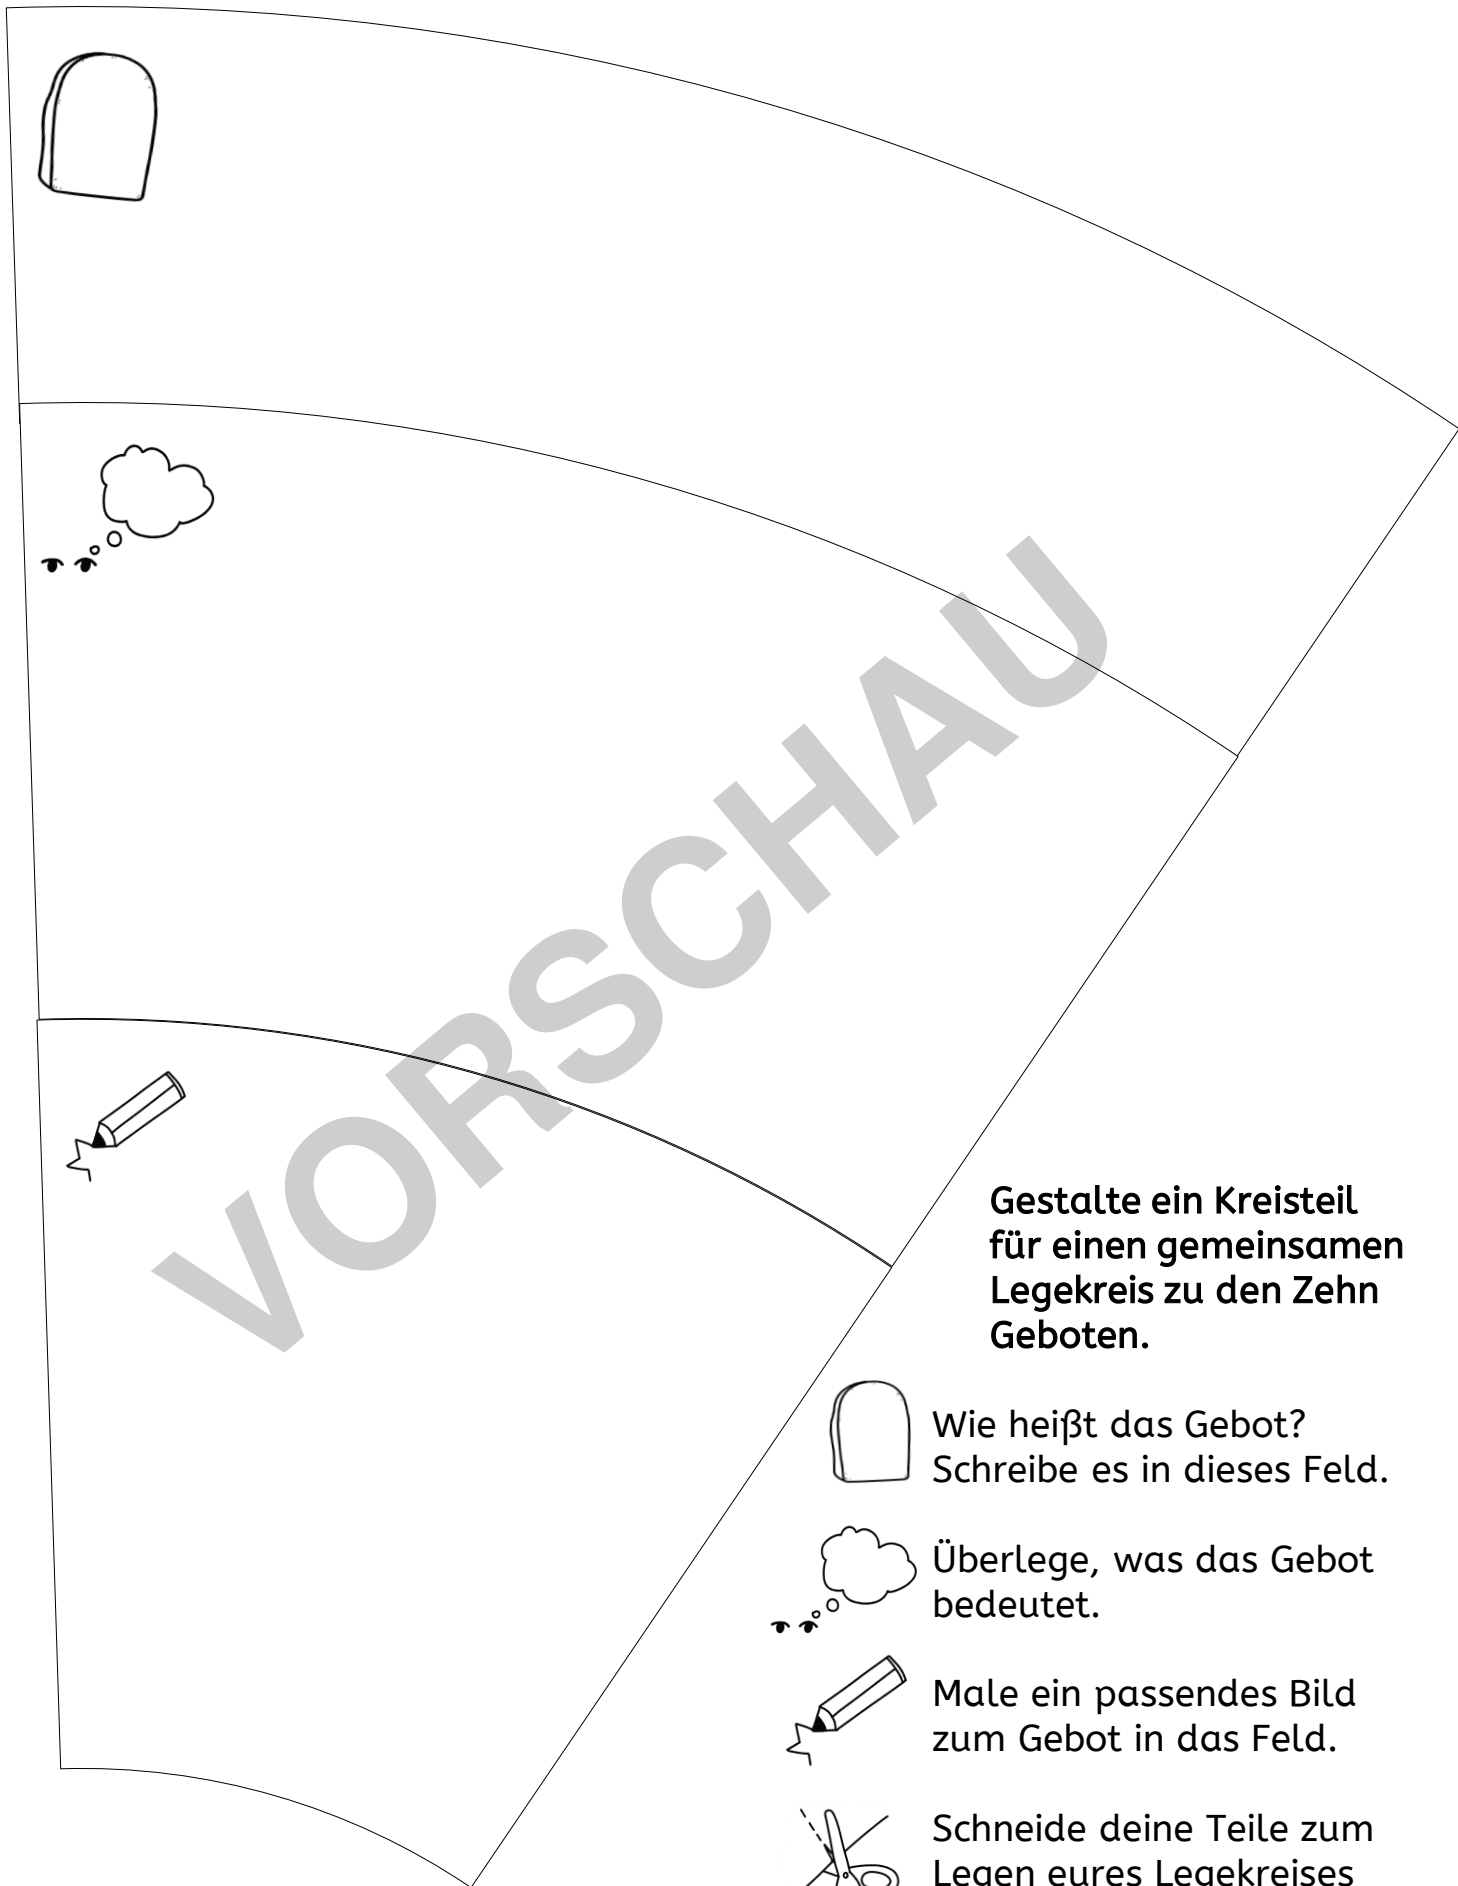 VORSCHAU
Gestalte ein Kreisteil
für einen gemeinsamen
Legekreis zu den Zehn
Geboten.
Wie heißt das Gebot?
Schreibe es in dieses Feld.
Überlege, was das Gebot
bedeutet.
Male ein passendes Bild
zum Gebot in das Feld.
Schneide deine Teile zum
Legen eures Legekreises